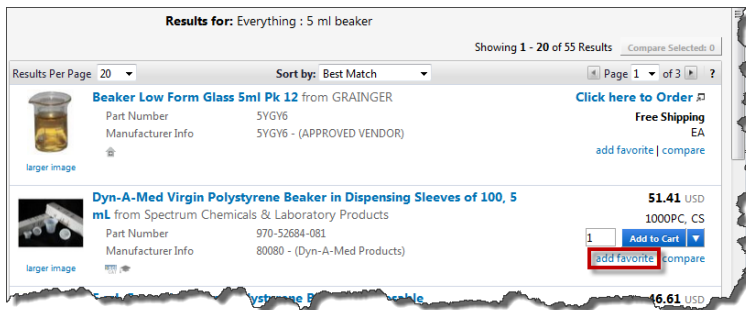 Results for: Everything : 5 ml beaker
Showing 1 - 20 of 55 Results Compare Selected: 0
Results Per Page 20 Sort by: Best Match Page 1 of 3 ?
Beaker Low Form Glass 5ml Pk 12 from GRAINGER Click here to Order
Part Number 5YGY6 Free Shipping
Manufacturer Info 5YGY6 - (APPROVED VENDOR) EA
add favorite | compare
larger image
Dyn-A-Med Virgin Polystyrene Beaker in Dispensing Sleeves of 100, 5 51.41 USD
mL from Spectrum Chemicals & Laboratory Products 1000PC, CS
Part Number 970-52684-081 1 Add to Cart
Manufacturer Info 80080 - (Dyn-A-Med Products) add favorite compare
larger image
46.61 USD